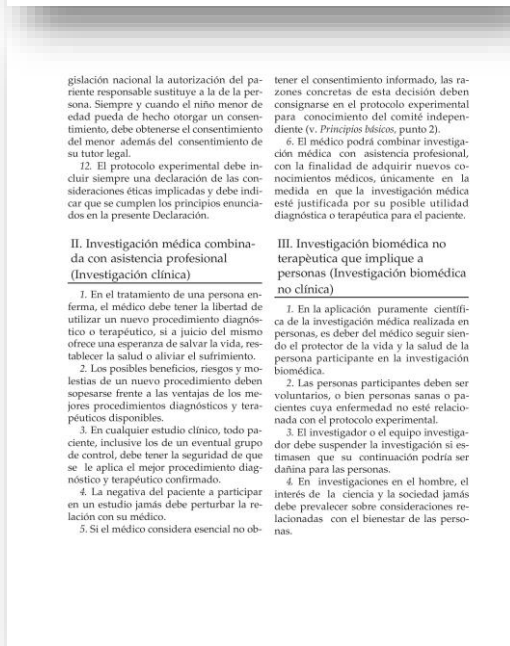 gislación nacional la autorización del pa-
riente responsable sustituye a la de la per-
sona. Siempre y cuando el niño menor de
edad pueda de hecho otorgar un consen-
timiento, debe obtenerse el consentimiento
del menor además del consentimiento de
su tutor legal.
12. El protocolo experimental debe in-
cluir siempre una declaración de las con-
sideraciones éticas implicadas y debe indi-
car que se cumplen los principios enuncia-
dos en la presente Declaración.
II. Investigación médica combina-
da con asistencia profesional
(Investigación clínica)
1. En el tratamiento de una persona en-
ferma, el médico debe tener la libertad de
utilizar un nuevo procedimiento diagnós-
tico o terapéutico, si a juicio del mismo
ofrece una esperanza de salvar la vida, res-
tablecer la salud o aliviar el sufrimiento.
2. Los posibles beneficios, riesgos y mo-
lestias de un nuevo procedimiento deben
sopesarse frente a las ventajas de los me-
jores procedimientos diagnósticos y tera-
péuticos disponibles.
3. En cualquier estudio clínico, todo pa-
ciente, inclusive los de un eventual grupo
de control, debe tener la seguridad de que
se le aplica el mejor procedimiento diag-
nóstico y terapéutico confirmado.
4. La negativa del paciente a participar
en un estudio jamás debe perturbar la re-
lación con su médico.
5. Si el médico considera esencial no ob-
tener el consentimiento informado, las ra-
zones concretas de esta decisión deben
consignarse en el protocolo experimental
para conocimiento del comité indepen-
diente (v. Principios básicos, punto 2).
6. El médico podrá combinar investiga-
ción médica con asistencia profesional,
con la finalidad de adquirir nuevos co-
nocimientos médicos, únicamente en la
medida en que la investigación médica
esté justificada por su posible utilidad
diagnóstica o terapéutica para el paciente.
III. Investigación biomédica no
terapèutica que implique a
personas (Investigación biomédica
no clínica)
1. En la aplicación puramente científi-
ca de la investigación médica realizada en
personas, es deber del médico seguir sien-
do el protector de la vida y la salud de la
persona participante en la investigación
biomédica.
2. Las personas participantes deben ser
voluntarios, o bien personas sanas o pa-
cientes cuya enfermedad no esté relacio-
nada con el protocolo experimental.
3. El investigador o el equipo investiga-
dor debe suspender la investigación si es-
timasen que su continuación podría ser
dañina para las personas.
4. En investigaciones en el hombre, el
interés de la ciencia y la sociedad jamás
debe prevalecer sobre consideraciones re-
lacionadas con el bienestar de las perso-
nas.